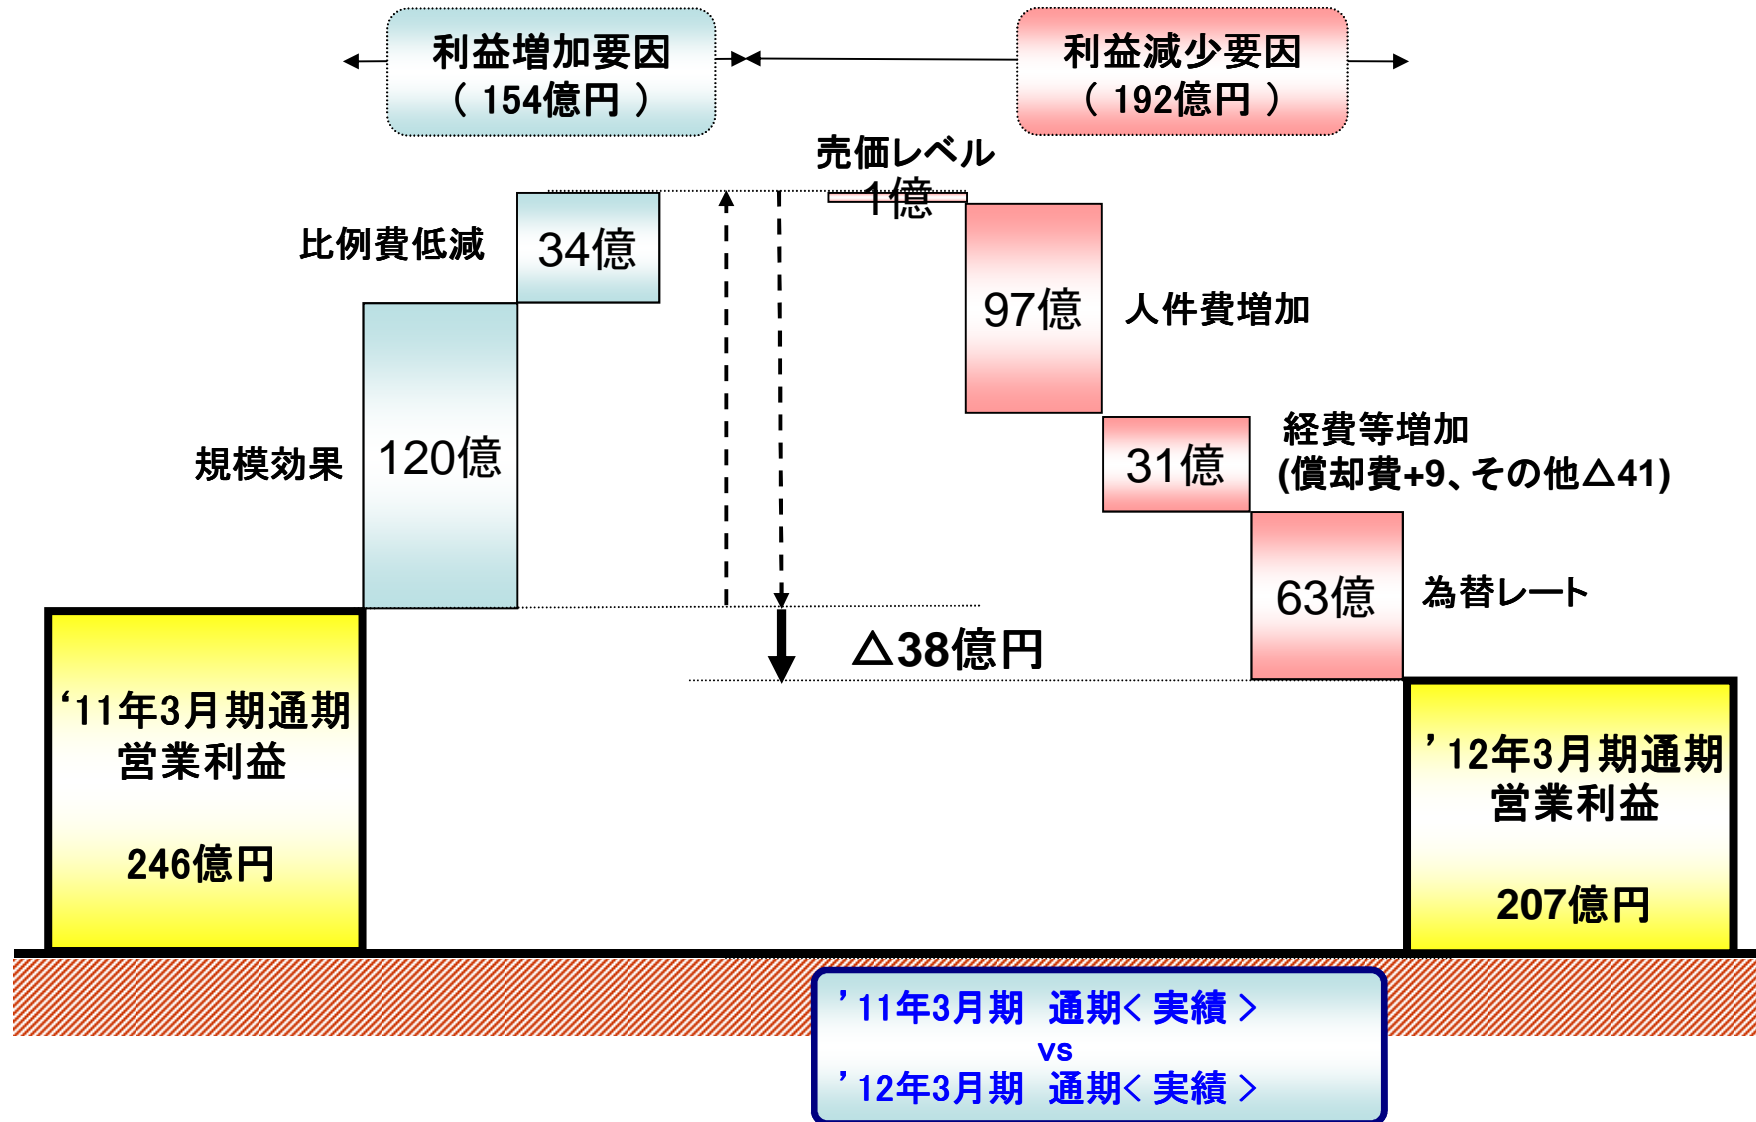 利益増加要因
( 154億円 )
利益減少要因
( 192億円 )
売価レベル
1億
比例費低減
34億
97億
人件費増加
規模効果
120億
31億
経費等増加
(償却費+9、その他△41)
63億
為替レート
△38億円
‘11年3月期通期
営業利益
246億円
’12年3月期通期
営業利益
207億円
’11年3月期 通期<実績>
vs
’12年3月期 通期<実績>